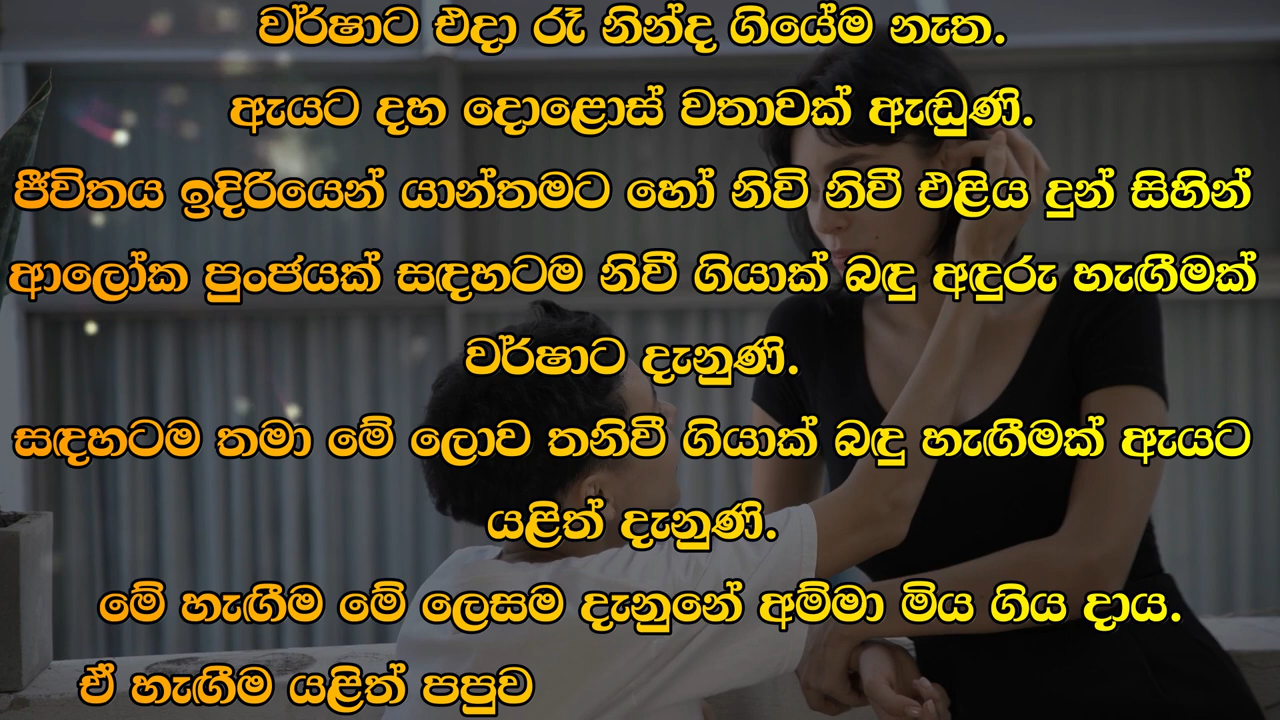 වර්ෂාට එදා රෑ නින්ද ගියේම නැත.
ඇයට දහ දොළොස් වතාවක් ඇඬුණි.
ජීවිතය ඉදිරියෙන් යාන්තමට හෝ නිවි නිවී එළිය දුන් සිහින්
ආලෝක පුංජයක් සඳහටම නිවී ගියාක් බඳු අඳුරු හැඟීමක්
වර්ෂාට දැනුණි.
සඳහටම තමා මේ ලොව තනිවී ගියාක් බඳු හැඟීමක් ඇයට
යළිත් දැනුණි.
මේ හැඟීම මේ ලෙසම දැනුනේ අම්මා මිය ගිය දාය.
ඒ හැඟීම යළිත් පපුව